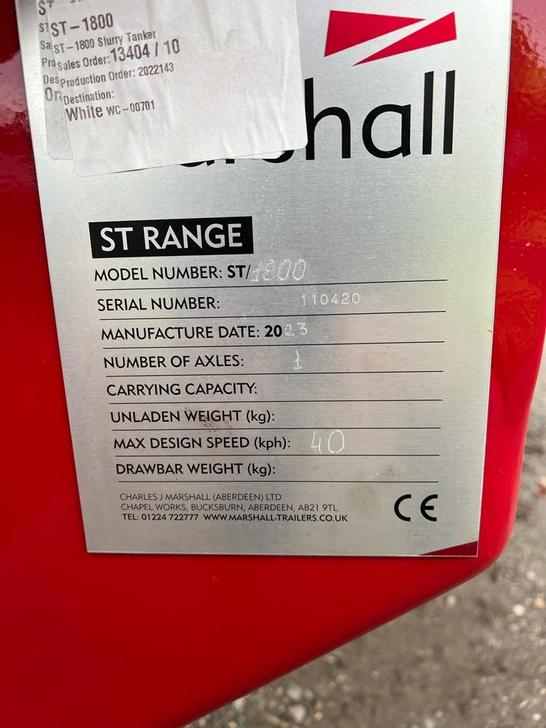 ST-1800
ST-1800 Slurry Tanker
Sales Order: 13404 / 10
Production Order: 2022143
Destination:
White WC-00701
rshall
ST RANGE
MODEL NUMBER: ST/1800
SERIAL NUMBER: 110420
MANUFACTURE DATE: 2023
NUMBER OF AXLES: 1
CARRYING CAPACITY:
UNLADEN WEIGHT (kg):
MAX DESIGN SPEED (kph): 40
DRAWBAR WEIGHT (kg):
CHARLES J MARSHALL (ABERDEEN) LTD
CHAPEL WORKS, BUCKSBURN, ABERDEEN, AB21 9TL
TEL: 01224 722777 WWW.MARSHALL-TRAILERS.CO.UK
CE